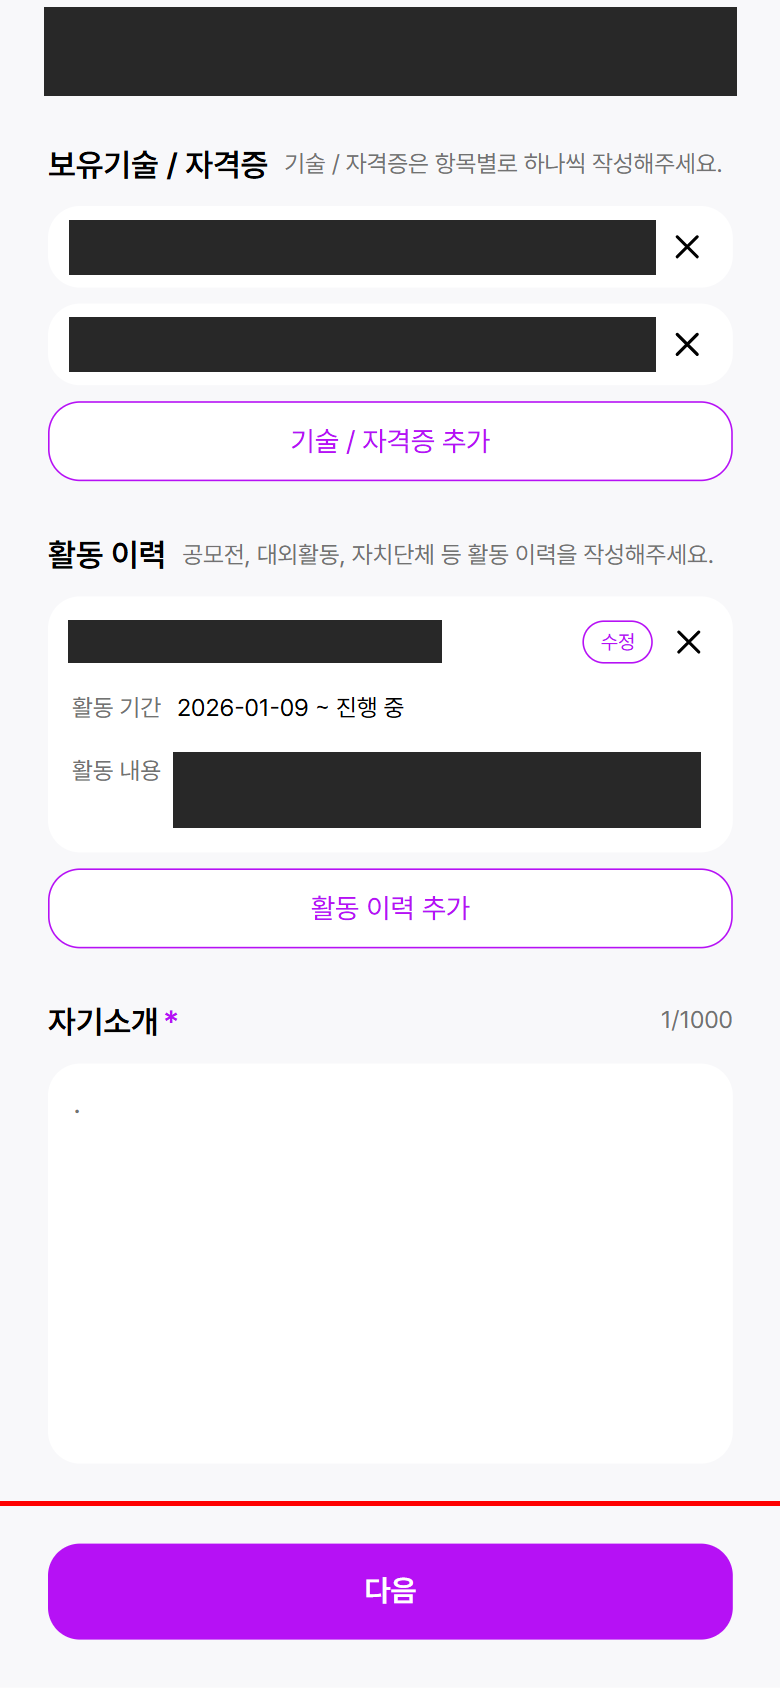 보유기술 / 자격증 기술 / 자격증은 항목별로 하나씩 작성해주세요.
기술 / 자격증 추가
활동 이력 공모전, 대외활동, 자치단체 등 활동 이력을 작성해주세요.
수정
활동 기간 2026-01-09 ~ 진행 중
활동 내용
활동 이력 추가
자기소개 * 1/1000
.
다음